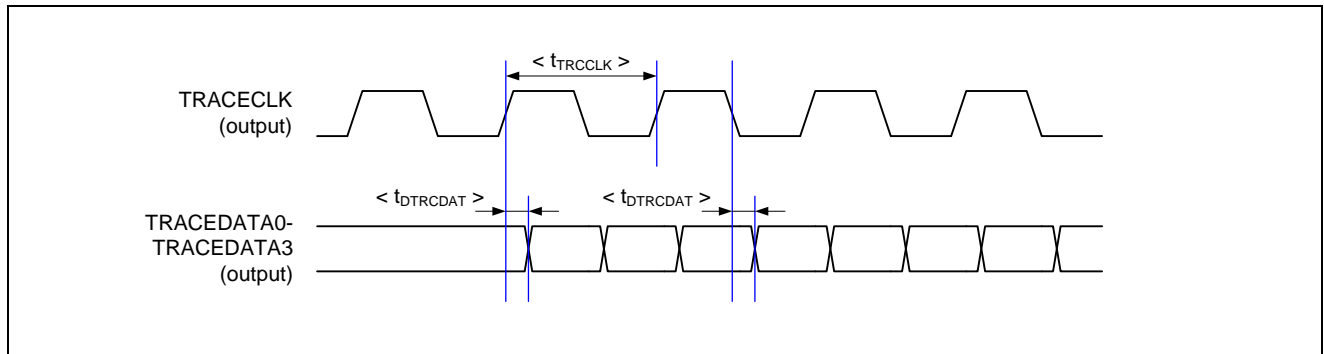 < tTRCCLK >
TRACECLK
(output)
< tDTRCDAT >
< tDTRCDAT >
TRACEDATA0-
TRACEDATA3
(output)